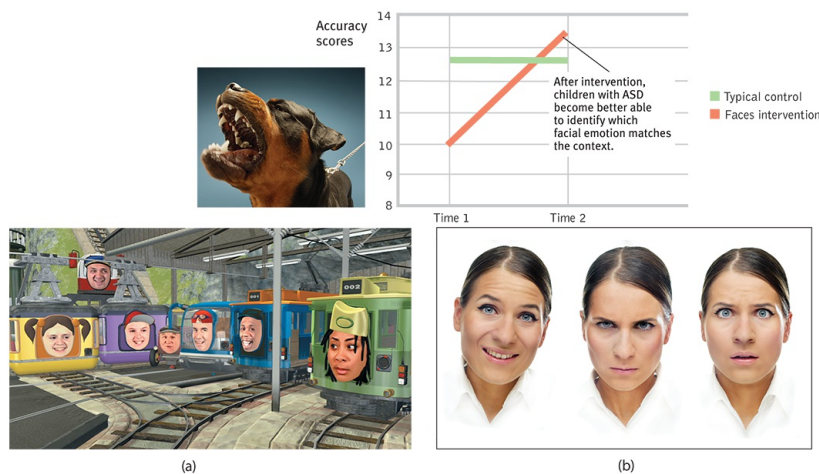 Accuracy
scores
14
13
12
11
10
9
8
After intervention,
children with ASD
become better able
to identify which
facial emotion matches
the context.
Typical control
Faces intervention
Time 1
Time 2
001
002
(a)
(b)